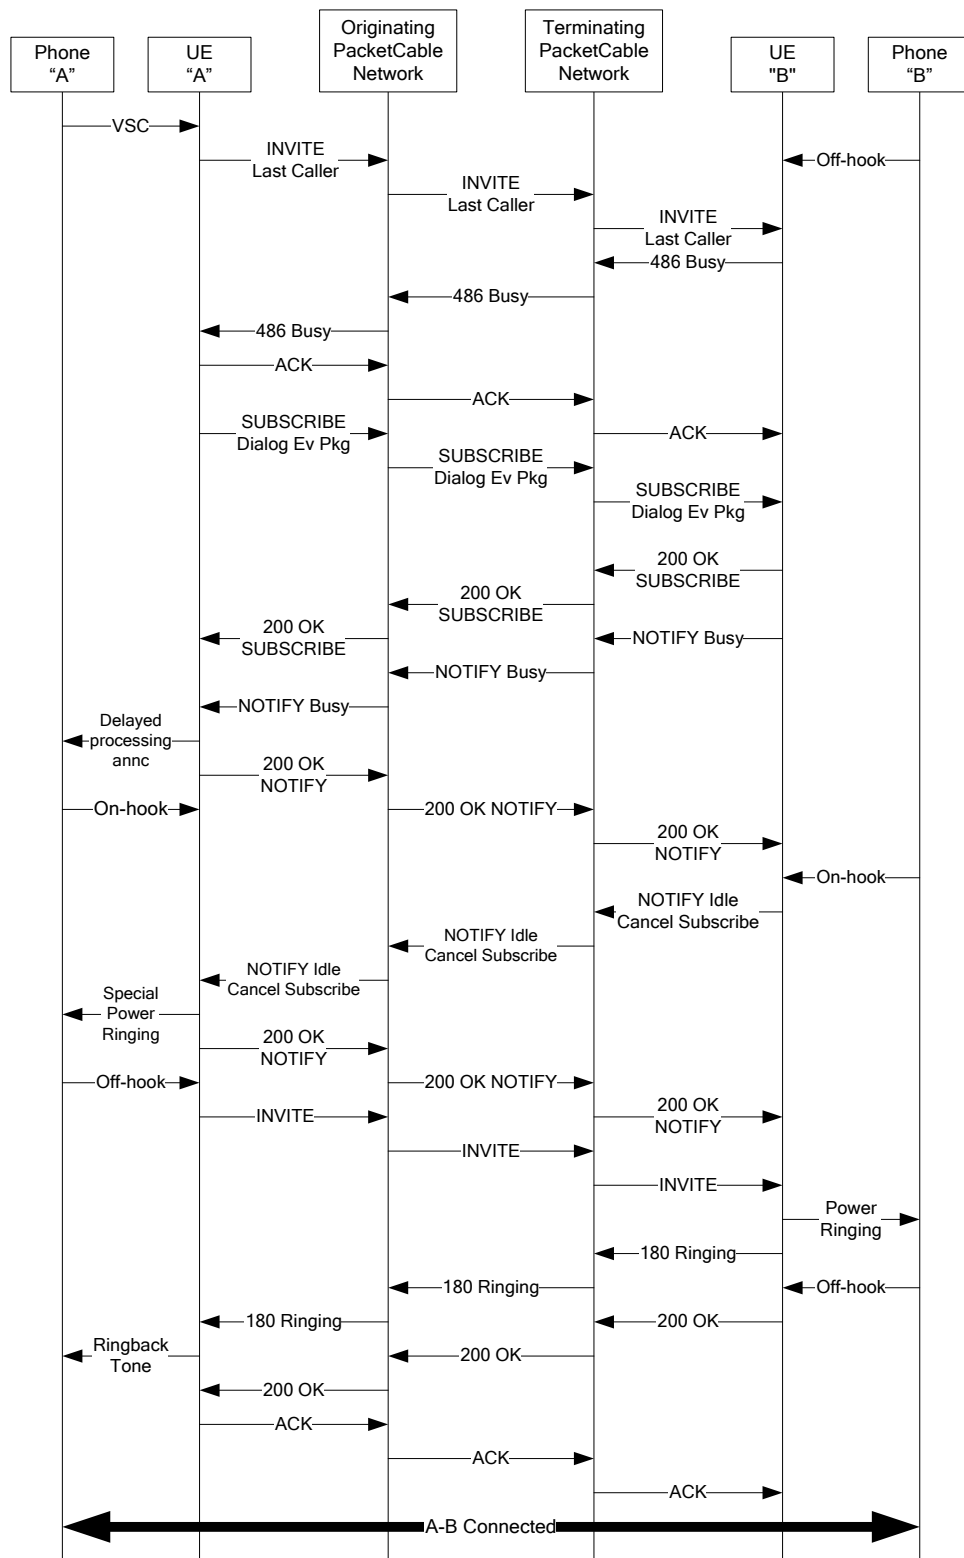 Originating
PacketCable
Network
Terminating
PacketCable
Network
Phone
“A”
UE
“A”
UE
"B"
Phone
“B”
VSC
INVITE
Last Caller
Off-hook
INVITE
Last Caller
INVITE
Last Caller
486 Busy
486 Busy
486 Busy
ACK
ACK
SUBSCRIBE
Dialog Ev Pkg
ACK
SUBSCRIBE
Dialog Ev Pkg
SUBSCRIBE
Dialog Ev Pkg
200 OK
SUBSCRIBE
200 OK
SUBSCRIBE
200 OK
SUBSCRIBE
NOTIFY Busy
NOTIFY Busy
NOTIFY Busy
Delayed
processing
annc
200 OK
NOTIFY
On-hook
200 OK NOTIFY
200 OK
NOTIFY
On-hook
NOTIFY Idle
Cancel Subscribe
NOTIFY Idle
Cancel Subscribe
NOTIFY Idle
Cancel Subscribe
Special
Power
Ringing
200 OK
NOTIFY
Off-hook
200 OK NOTIFY
INVITE
200 OK
NOTIFY
INVITE
INVITE
Power
Ringing
180 Ringing
180 Ringing
Off-hook
180 Ringing
200 OK
Ringback
Tone
200 OK
200 OK
ACK
ACK
ACK
A-B Connected